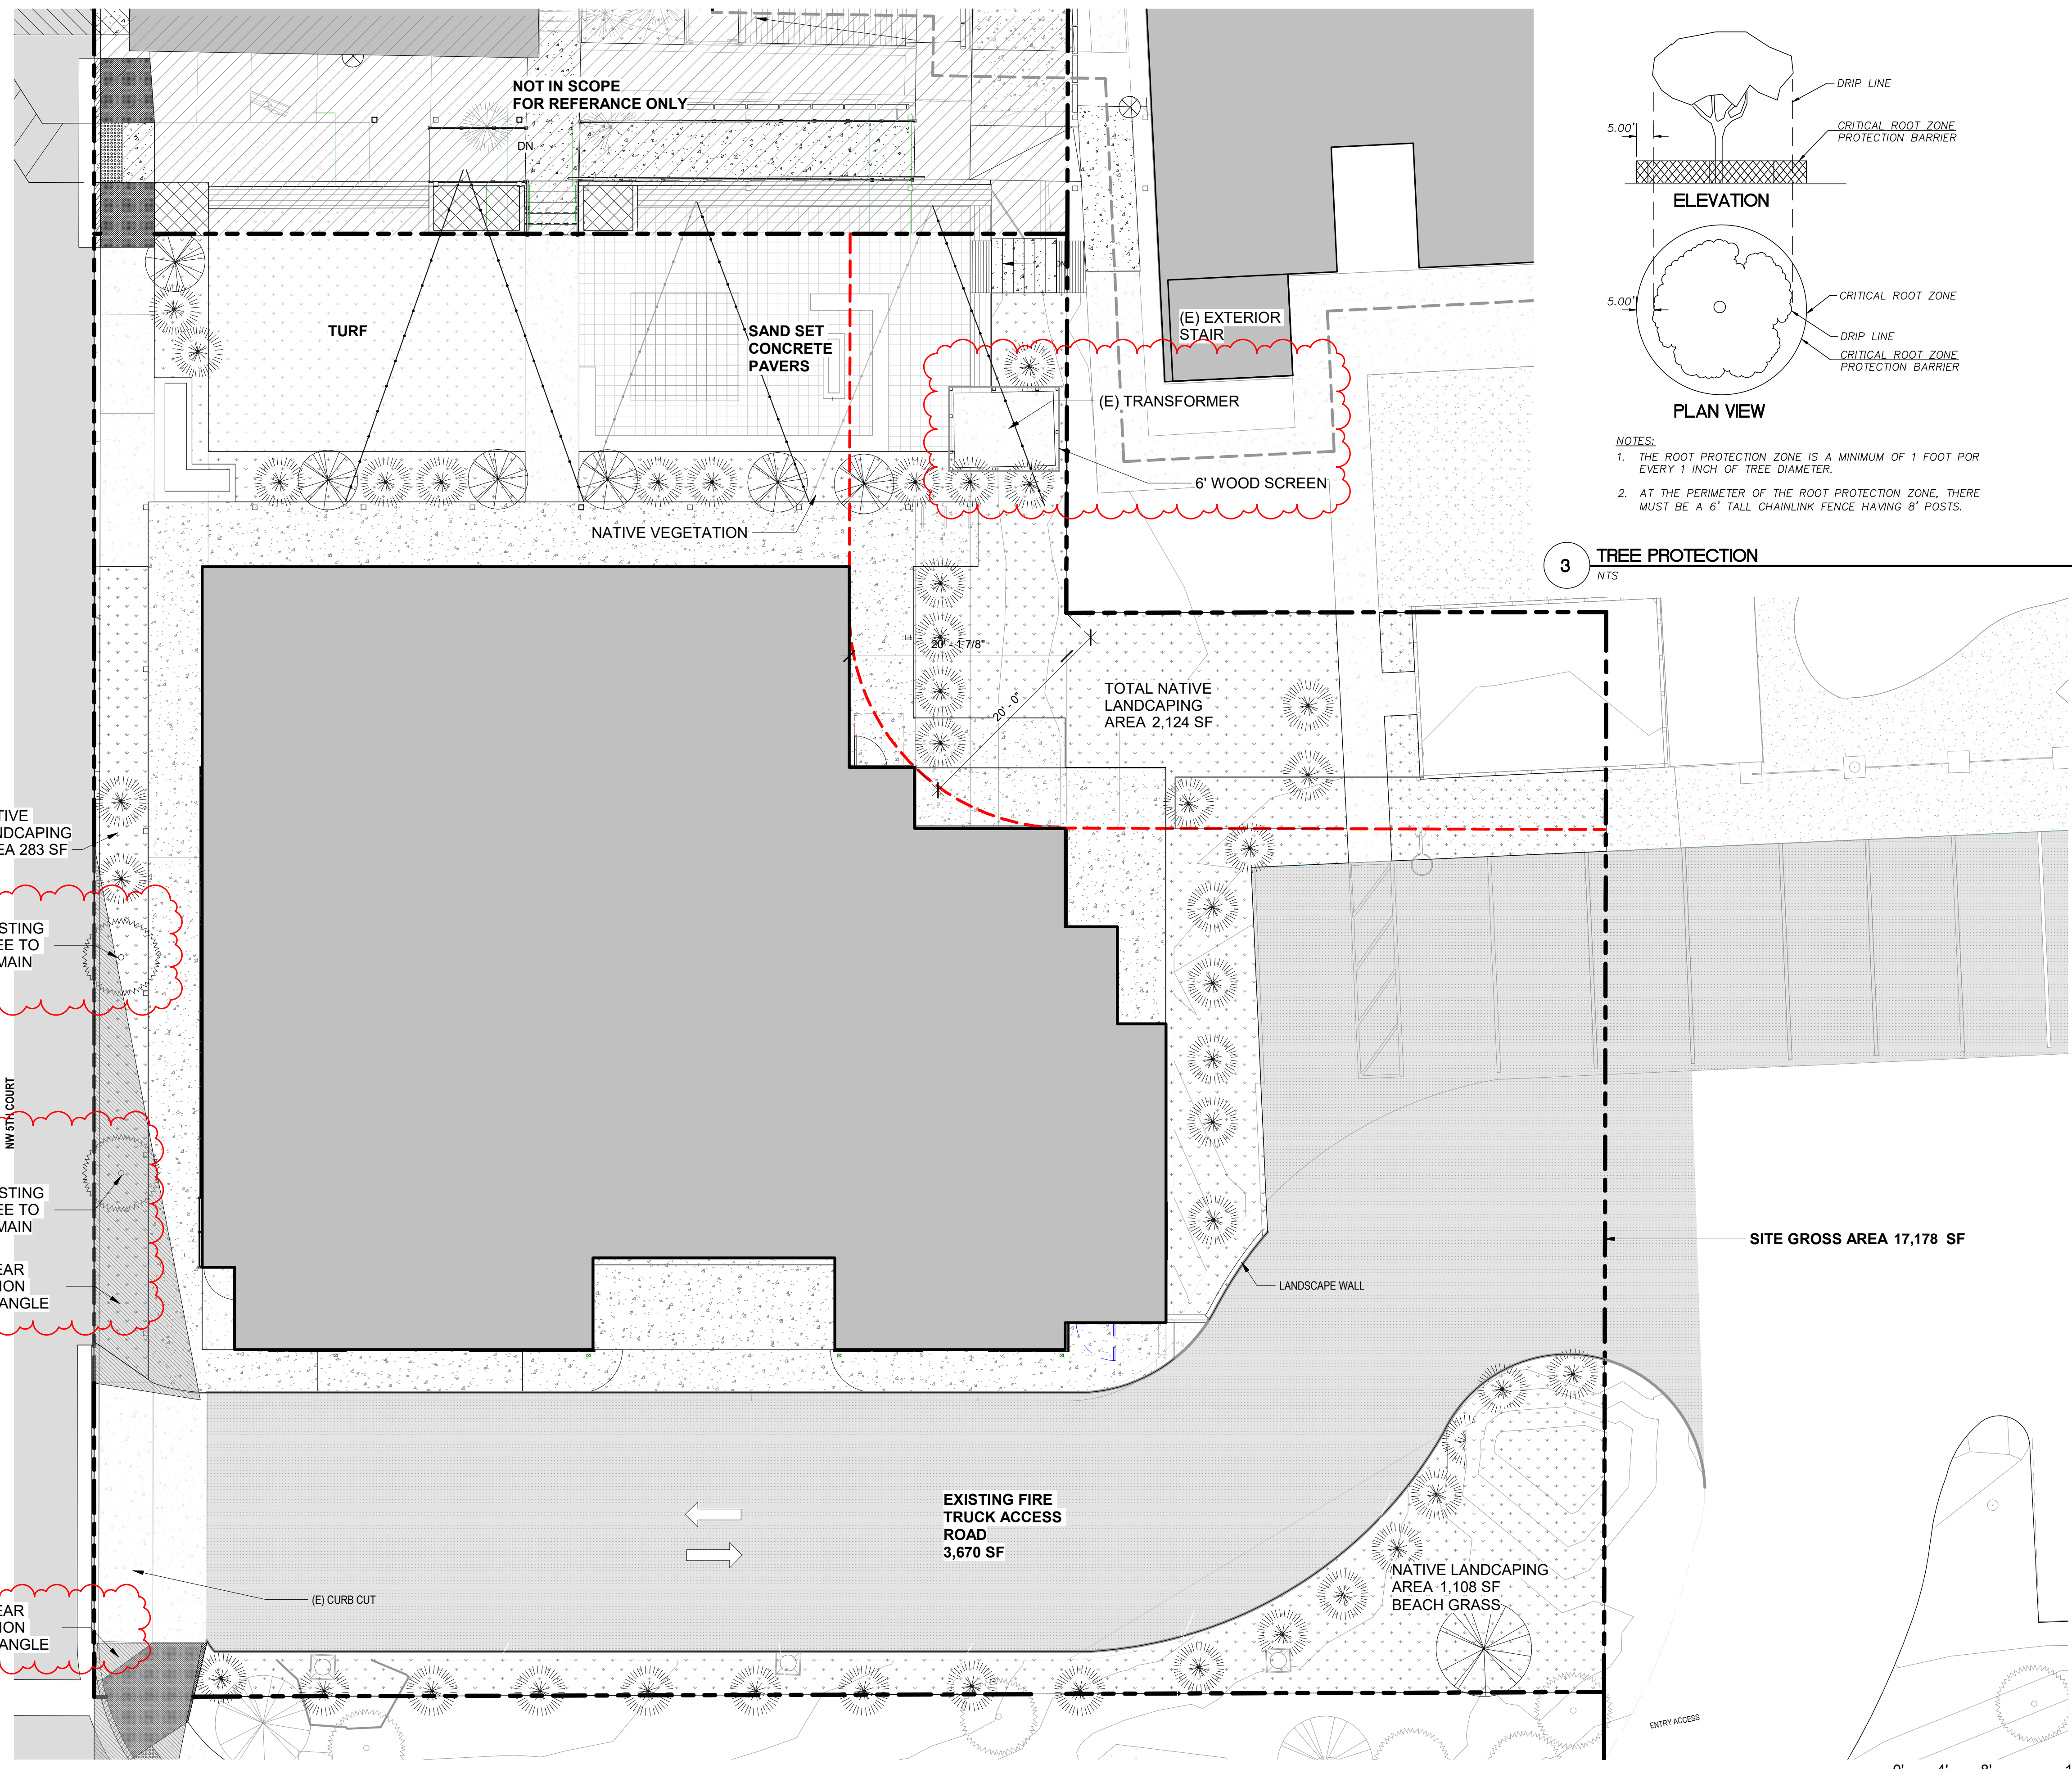 NOT IN SCOPE
FOR REFERANCE ONLY
DN
TURF
SAND SET
CONCRETE
PAVERS
DN
(E) EXTERIOR
STAIR
(E) TRANSFORMER
6' WOOD SCREEN
NATIVE VEGETATION
DRIP LINE
5.00'
CRITICAL ROOT ZONE
PROTECTION BARRIER
ELEVATION
5.00'
CRITICAL ROOT ZONE
DRIP LINE
CRITICAL ROOT ZONE
PROTECTION BARRIER
PLAN VIEW
NOTES:
1. THE ROOT PROTECTION ZONE IS A MINIMUM OF 1 FOOT POR
EVERY 1 INCH OF TREE DIAMETER.
2. AT THE PERIMETER OF THE ROOT PROTECTION ZONE, THERE
MUST BE A 6' TALL CHAINLINK FENCE HAVING 8' POSTS.
3 TREE PROTECTION
NTS
20' - 1 7/8"
20' - 0"
TOTAL NATIVE
LANDSCAPING
AREA 2,124 SF
TIVE
NDCAPING
EA 283 SF
ISTING
EE TO
MAIN
NW 5TH COURT
ISTING
EE TO
MAIN
EAR
ION
ANGLE
SITE GROSS AREA 17,178 SF
LANDSCAPE WALL
EXISTING FIRE
TRUCK ACCESS
ROAD
3,670 SF
NATIVE LANDCAPING
AREA 1,108 SF
BEACH GRASS
(E) CURB CUT
EAR
ION
ANGLE
ENTRY ACCESS
0' 4' 8'